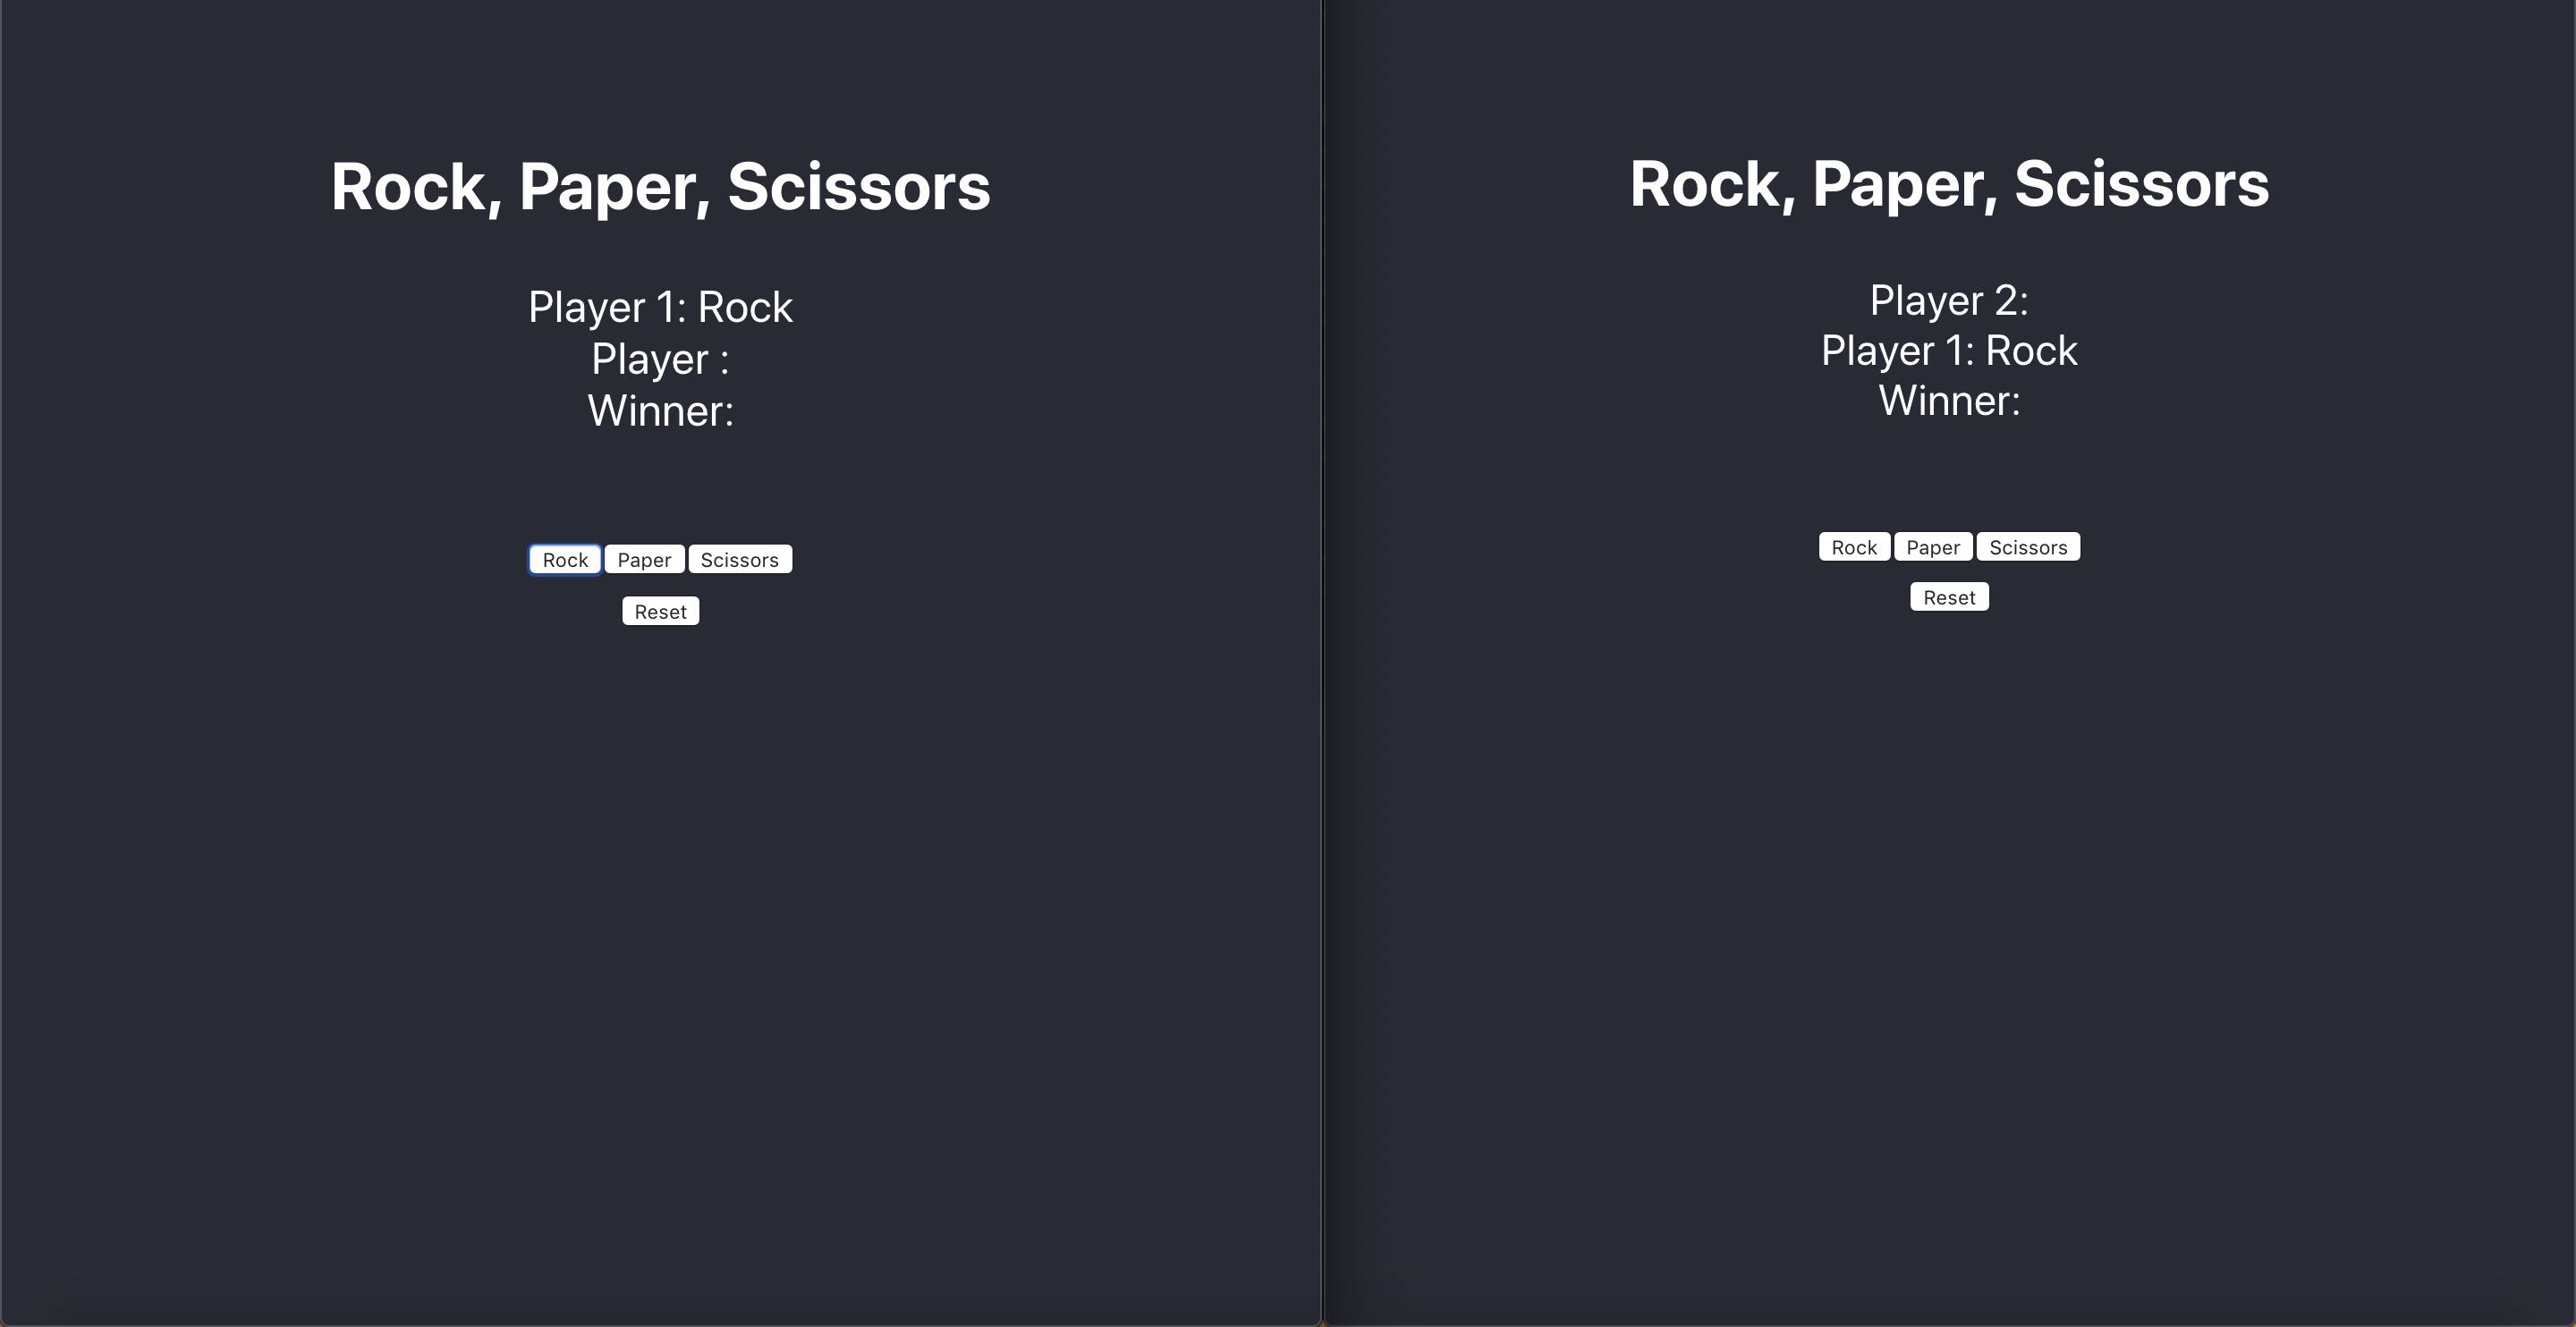 Rock, Paper, Scissors
Player 1: Rock
Player :
Winner:
Rock Paper Scissors
Reset
Rock, Paper, Scissors
Player 2:
Player 1: Rock
Winner:
Rock Paper Scissors
Reset